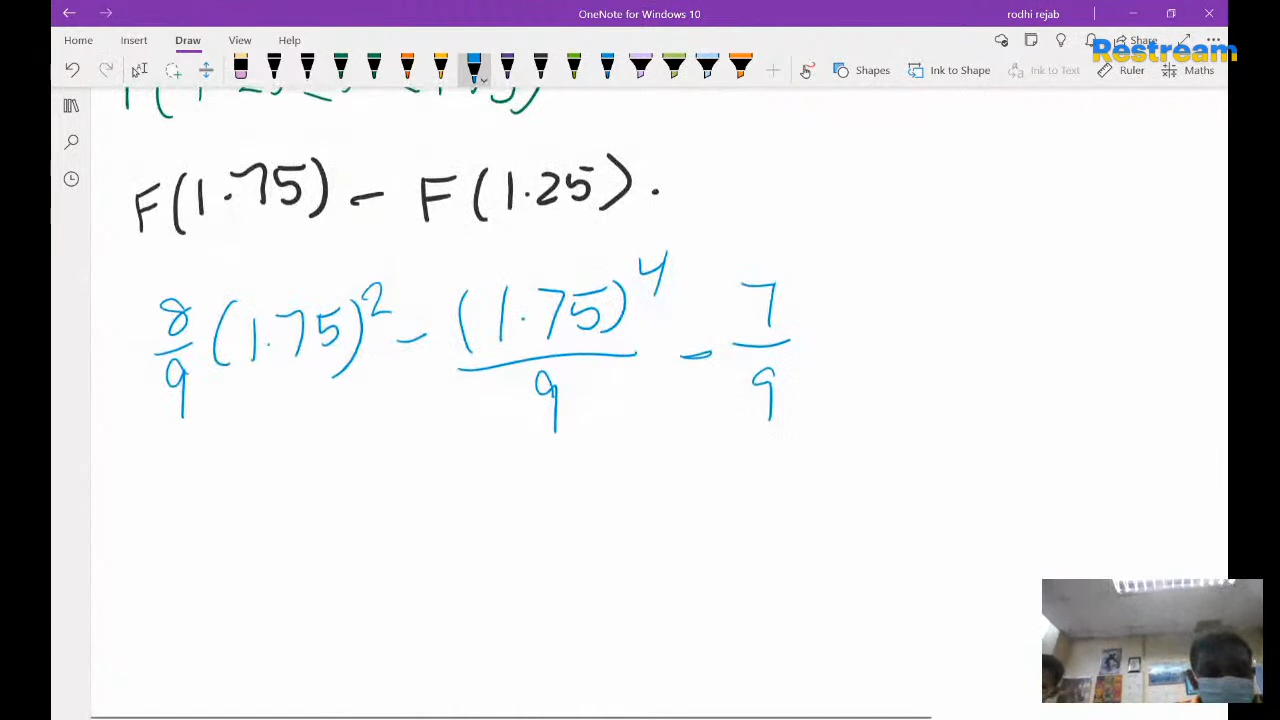 OneNote for Windows 10
rodhi rejab
Home Insert Draw View Help
Restream
Share
Shapes Ink to Shape Ink to Text Ruler Maths
F(1.75) - F(1.25).
8/9 (1.75)^2 - (1.75)^4/9 - 7/9